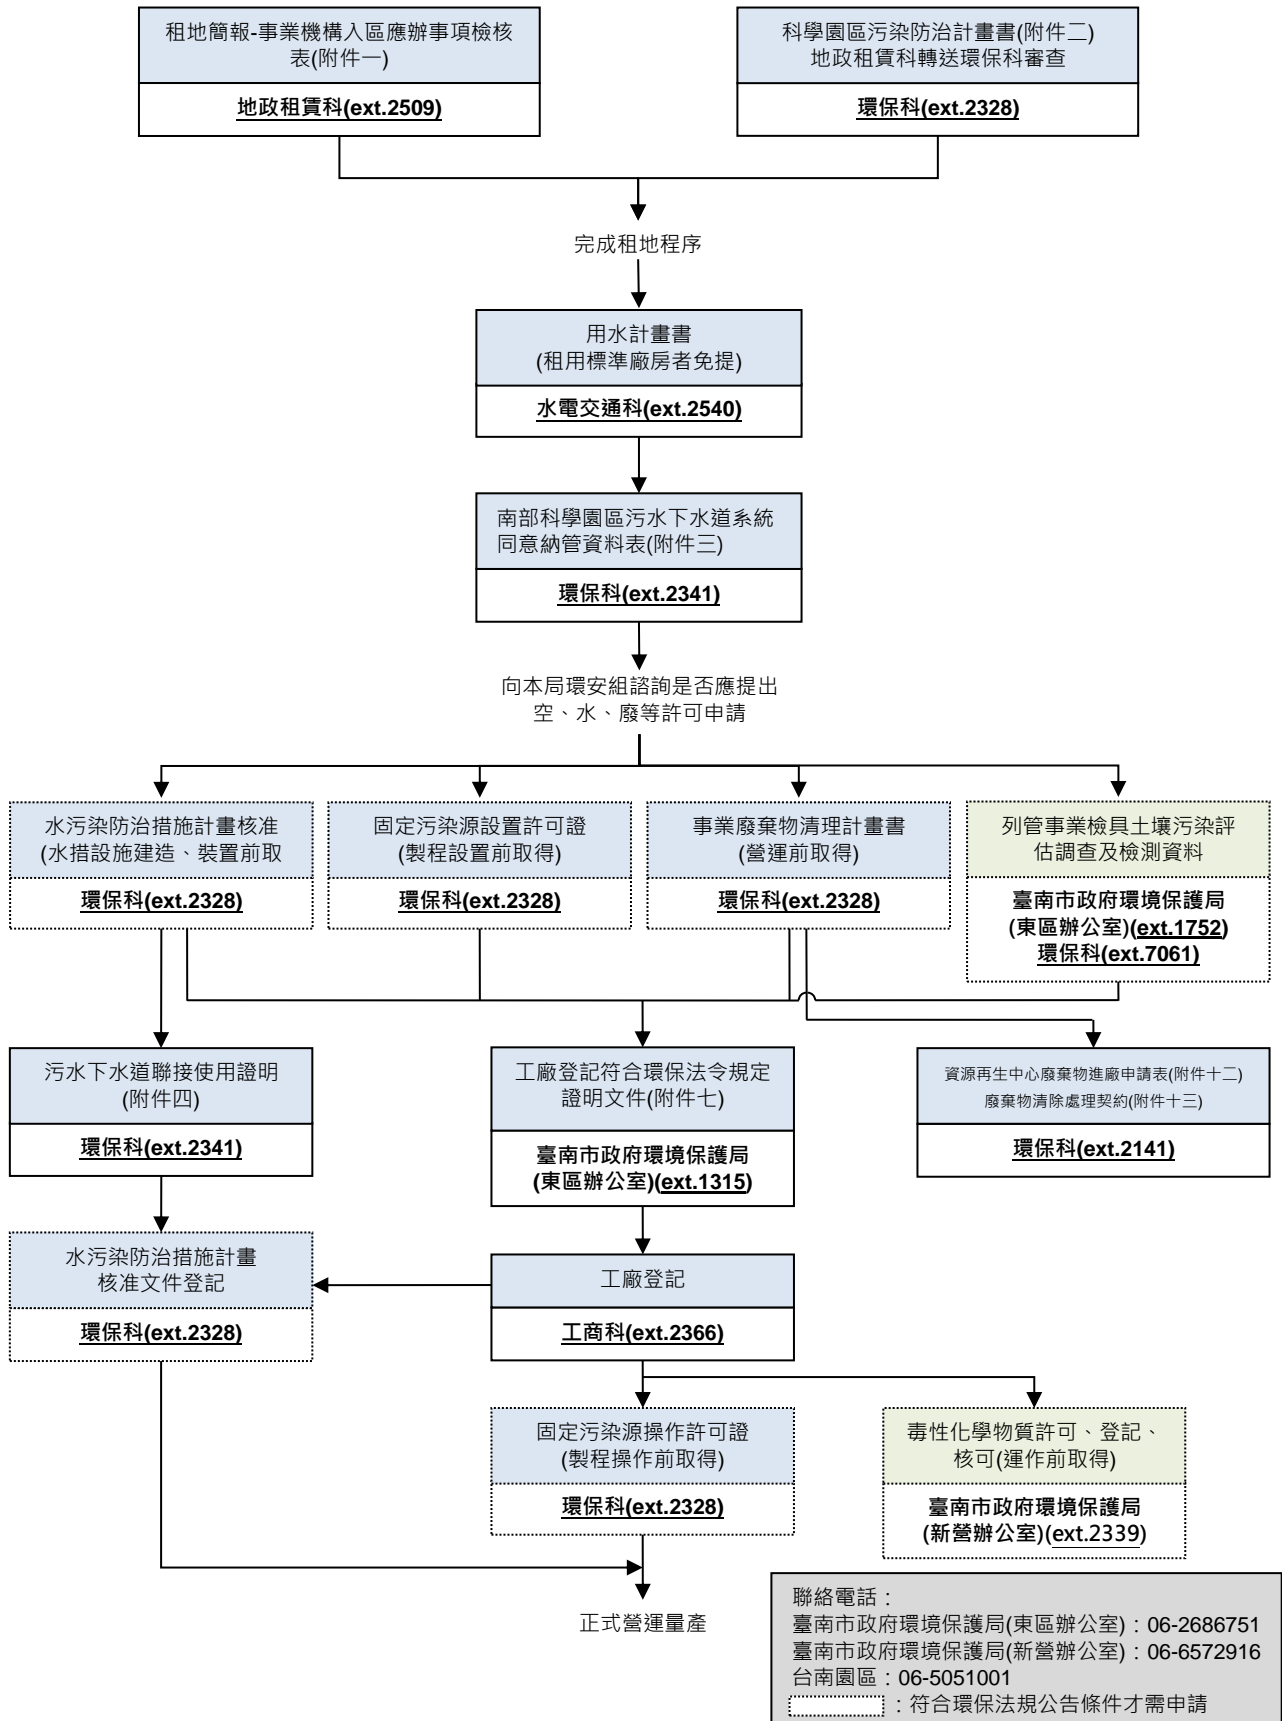 租地簡報-事業機構入區應辦事項檢核
表(附件一)
地政租賃科(ext.2509)
科學園區污染防治計畫書(附件二)
地政租賃科轉送環保科審查
環保科(ext.2328)
完成租地程序
用水計畫書
(租用標準廠房者免提)
水電交通科(ext.2540)
南部科學園區污水下水道系統
同意納管資料表(附件三)
環保科(ext.2341)
向本局環安組諮詢是否應提出
空、水、廢等許可申請
水污染防治措施計畫核准
(水措設施建造、裝置前取
環保科(ext.2328)
固定污染源設置許可證
(製程設置前取得)
環保科(ext.2328)
事業廢棄物清理計畫書
(營運前取得)
環保科(ext.2328)
列管事業檢具土壤污染評
估調查及檢測資料
臺南市政府環境保護局
(東區辦公室)(ext.1752)
環保科(ext.7061)
污水下水道聯接使用證明
(附件四)
環保科(ext.2341)
工廠登記符合環保法令規定
證明文件(附件七)
臺南市政府環境保護局
(東區辦公室)(ext.1315)
資源再生中心廢棄物進廠申請表(附件十二)
廢棄物清除處理契約(附件十三)
環保科(ext.2141)
水污染防治措施計畫
核准文件登記
環保科(ext.2328)
工廠登記
工商科(ext.2366)
固定污染源操作許可證
(製程操作前取得)
環保科(ext.2328)
毒性化學物質許可、登記、
核可(運作前取得)
臺南市政府環境保護局
(新營辦公室)(ext.2339)
正式營運量產
聯絡電話：
臺南市政府環境保護局(東區辦公室)：06-2686751
臺南市政府環境保護局(新營辦公室)：06-6572916
台南園區：06-5051001
：符合環保法規公告條件才需申請